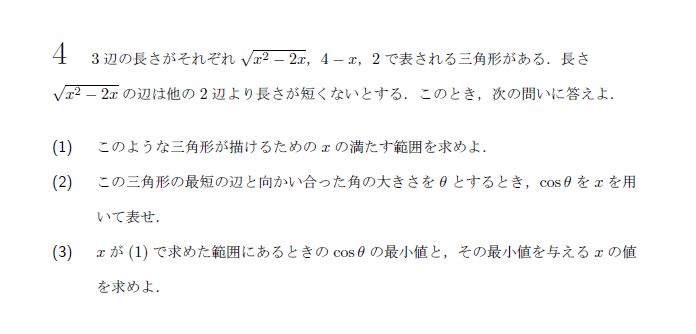 4 3 辺の長さがそれぞれ √(x² − 2x), 4 − x, 2 で表される三角形がある．長さ
√(x² − 2x) の辺は他の 2 辺より長さが短くないとする．このとき，次の問いに答えよ．
(1) このような三角形が描けるための x の満たす範囲を求めよ．
(2) この三角形の最短の辺と向かい合った角の大きさを θ とするとき，cos θ を x を用
いて表せ．
(3) x が (1) で求めた範囲にあるときの cos θ の最小値と，その最小値を与える x の値
を求めよ．